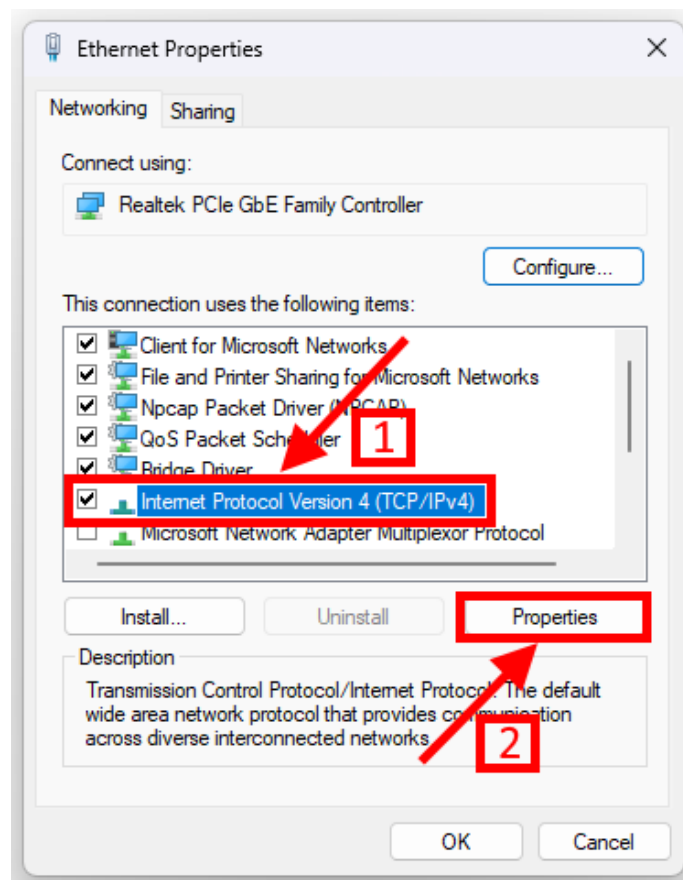 Ethernet Properties
Networking Sharing
Connect using:
Realtek PCIe GbE Family Controller
Configure...
This connection uses the following items:
Client for Microsoft Networks
File and Printer Sharing for Microsoft Networks
Npcap Packet Driver (NPCAP)
QoS Packet Scheduler
1
Bridge Driver
Internet Protocol Version 4 (TCP/IPv4)
Microsoft Network Adapter Multiplexor Protocol
Install... Uninstall Properties
Description
Transmission Control Protocol/Internet Protocol. The default
wide area network protocol that provides communication
across diverse interconnected networks.
2
OK Cancel